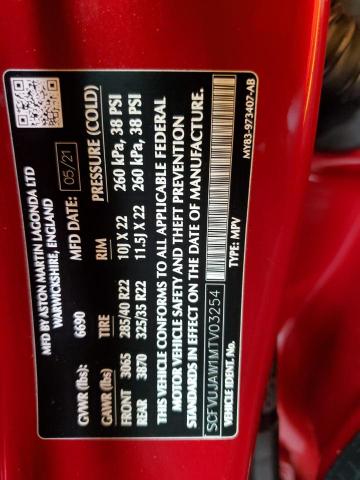 MFD BY ASTON MARTIN LAGONDA LTD
WARWICKSHIRE, ENGLAND
MFD DATE: 05/21
GVWR (lbs): 6690
GAWR (lbs): TIRE RIM PRESSURE (COLD)
FRONT 3065 285/40 R22 10J X 22 260 kPa, 38 PSI
REAR 3870 325/35 R22 11.5J X 22 260 kPa, 38 PSI
THIS VEHICLE CONFORMS TO ALL APPLICABLE FEDERAL
MOTOR VEHICLE SAFETY AND THEFT PREVENTION
STANDARDS IN EFFECT ON THE DATE OF MANUFACTURE.
SCFVUJAW1MTV03254
VEHICLE ID No. TYPE: MPV
MY83-973407-AB